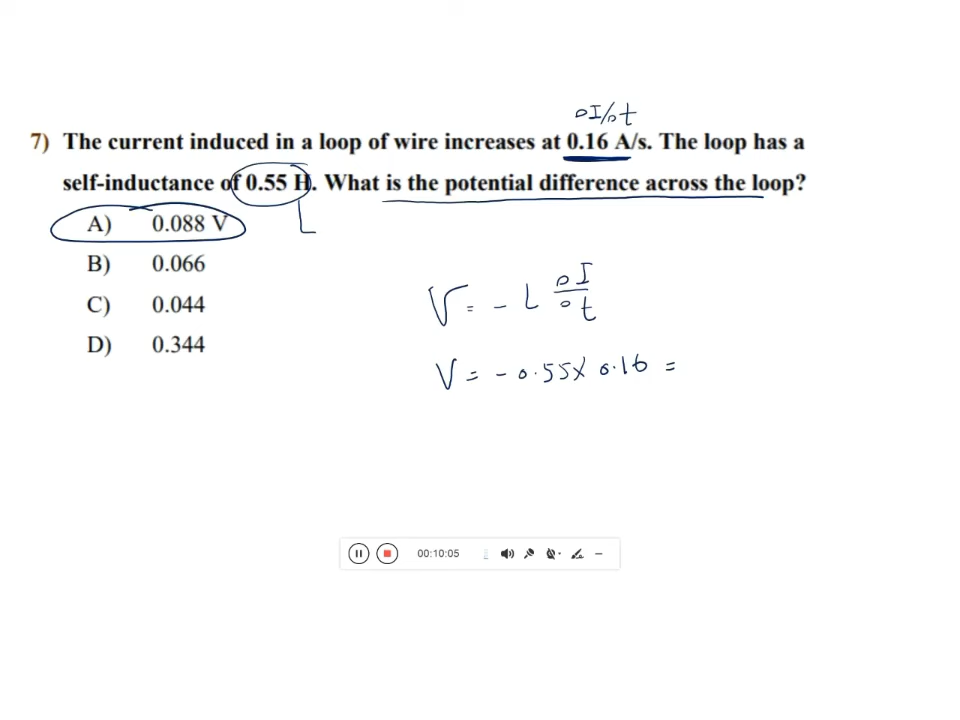 ΔI/Δt
7) The current induced in a loop of wire increases at 0.16 A/s. The loop has a
self-inductance of 0.55 H. What is the potential difference across the loop?
L
A) 0.088 V
B) 0.066
C) 0.044
D) 0.344
V = - L ΔI/Δt
V = - 0.55 x 0.16 =
00:10:05